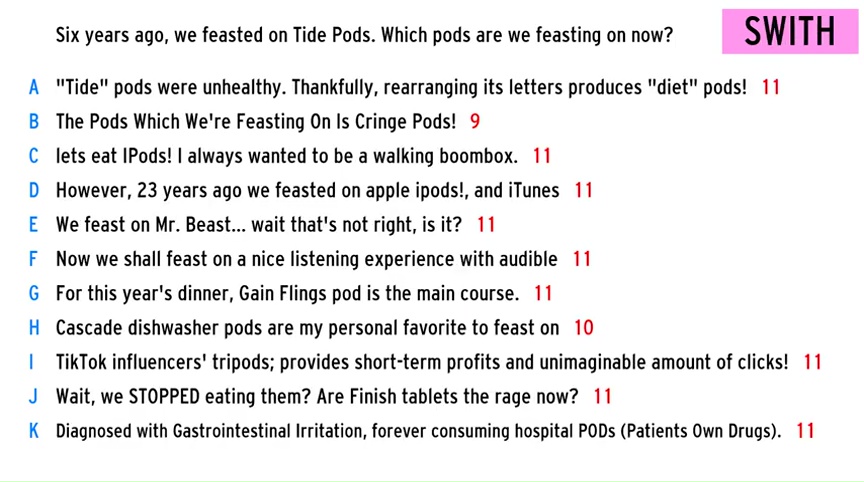 Six years ago, we feasted on Tide Pods. Which pods are we feasting on now?
SWITH
A "Tide" pods were unhealthy. Thankfully, rearranging its letters produces "diet" pods! 11
B The Pods Which We're Feasting On Is Cringe Pods! 9
C lets eat IPods! I always wanted to be a walking boombox. 11
D However, 23 years ago we feasted on apple ipods!, and iTunes 11
E We feast on Mr. Beast... wait that's not right, is it? 11
F Now we shall feast on a nice listening experience with audible 11
G For this year's dinner, Gain Flings pod is the main course. 11
H Cascade dishwasher pods are my personal favorite to feast on 10
I TikTok influencers' tripods; provides short-term profits and unimaginable amount of clicks! 11
J Wait, we STOPPED eating them? Are Finish tablets the rage now? 11
K Diagnosed with Gastrointestinal Irritation, forever consuming hospital PODs (Patients Own Drugs). 11